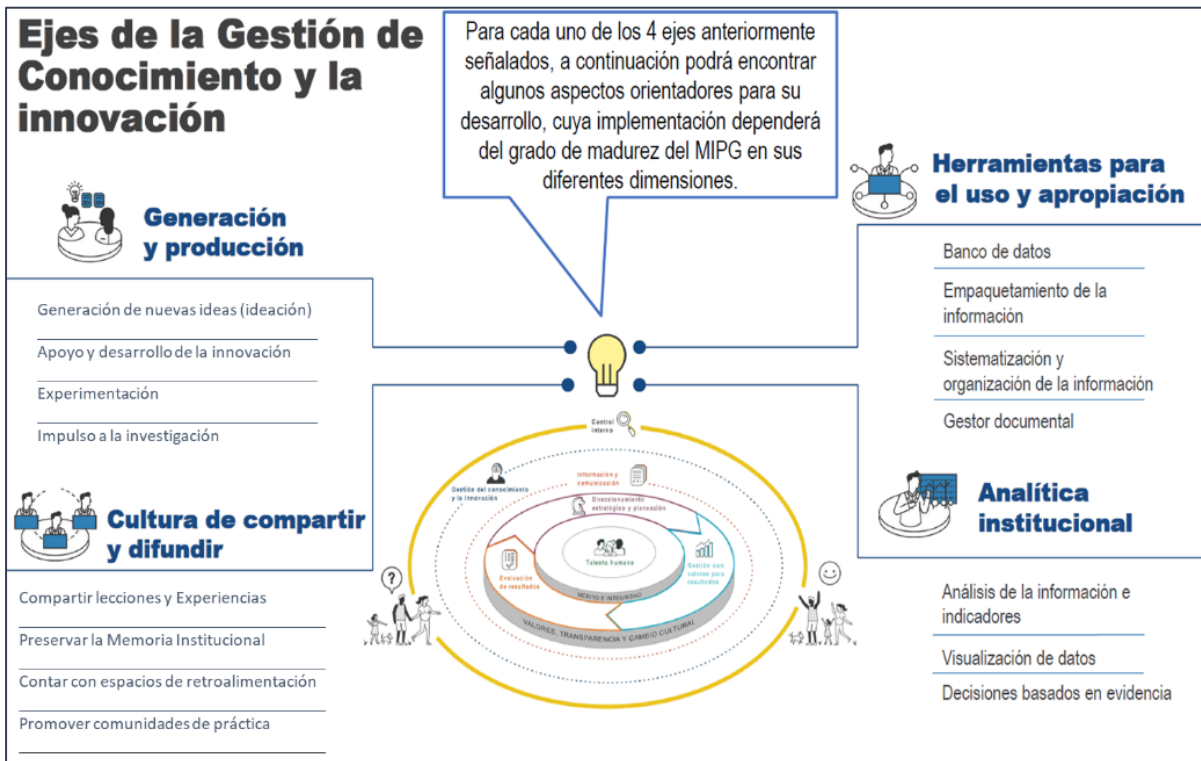 Ejes de la Gestión de
Conocimiento y la
innovación
Para cada uno de los 4 ejes anteriormente
señalados, a continuación podrá encontrar
algunos aspectos orientadores para su
desarrollo, cuya implementación dependerá
del grado de madurez del MIPG en sus
diferentes dimensiones.
Generación
y producción
Generación de nuevas ideas (ideación)
Apoyo y desarrollo de la innovación
Experimentación
Impulso a la investigación
Cultura de compartir
y difundir
Compartir lecciones y Experiencias
Preservar la Memoria Institucional
Contar con espacios de retroalimentación
Promover comunidades de práctica
Herramientas para
el uso y apropiación
Banco de datos
Empaquetamiento de la
información
Sistematización y
organización de la información
Gestor documental
Analítica
institucional
Análisis de la información e
indicadores
Visualización de datos
Decisiones basados en evidencia
Control
interno
Gestión del conocimiento
y la innovación
Información y
comunicación
Direccionamiento
estratégico y planeación
Talento humano
Evaluación
de resultados
Gestión con
valores para
resultados
MÉRITO E INTEGRIDAD
VALORES, TRANSPARENCIA Y CAMBIO CULTURAL
?